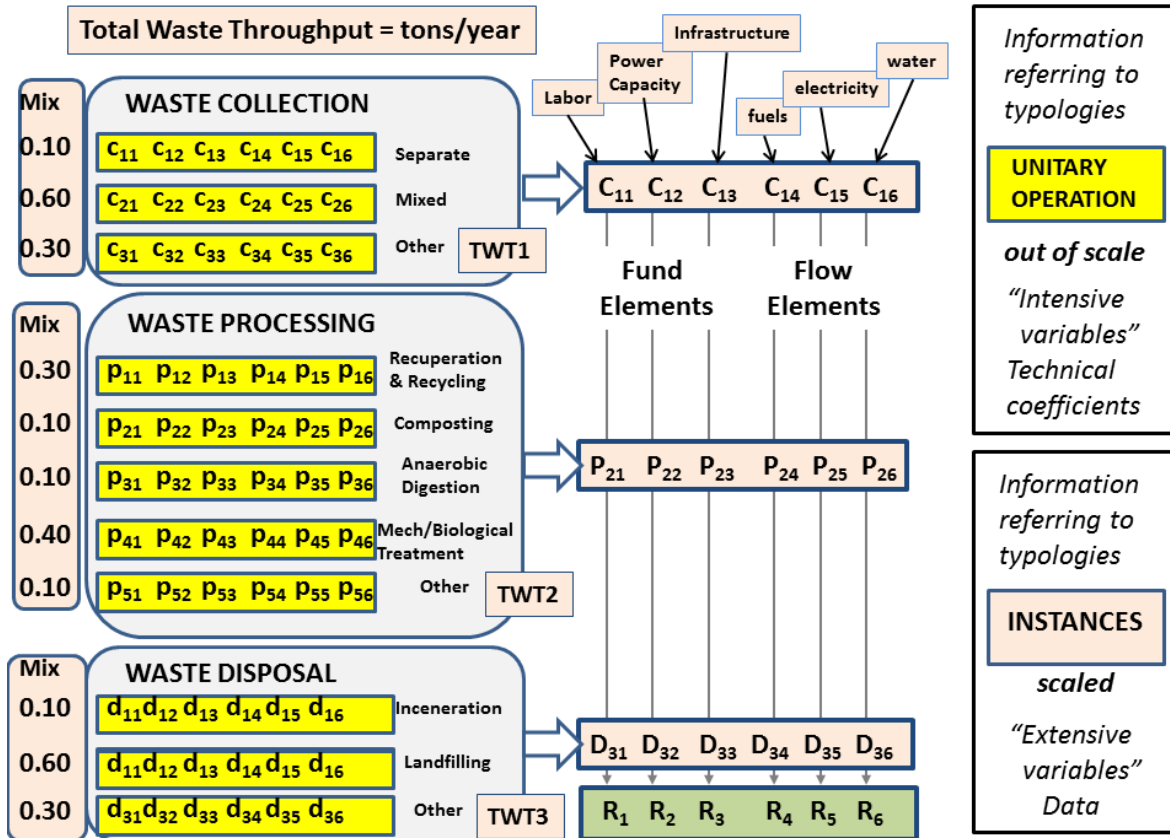 Total Waste Throughput = tons/year
Labor
Power
Capacity
Infrastructure
fuels
electricity
water
Mix
0.10
0.60
0.30
WASTE COLLECTION
c11 c12 c13 c14 c15 c16 Separate
c21 c22 c23 c24 c25 c26 Mixed
c31 c32 c33 c34 c35 c36 Other
TWT1
C11 C12 C13 C14 C15 C16
Fund
Elements
Flow
Elements
Mix
0.30
0.10
0.10
0.40
0.10
WASTE PROCESSING
p11 p12 p13 p14 p15 p16 Recuperation
& Recycling
p21 p22 p23 p24 p25 p26 Composting
p31 p32 p33 p34 p35 p36 Anaerobic
Digestion
p41 p42 p43 p44 p45 p46 Mech/Biological
Treatment
p51 p52 p53 p54 p55 p56 Other
TWT2
P21 P22 P23 P24 P25 P26
Mix
0.10
0.60
0.30
WASTE DISPOSAL
d11 d12 d13 d14 d15 d16 Inceneration
d11 d12 d13 d14 d15 d16 Landfilling
d31 d32 d33 d34 d35 d36 Other
TWT3
D31 D32 D33 D34 D35 D36
R1 R2 R3 R4 R5 R6
Information
referring to
typologies
UNITARY
OPERATION
out of scale
“Intensive
variables”
Technical
coefficients
Information
referring to
typologies
INSTANCES
scaled
“Extensive
variables”
Data